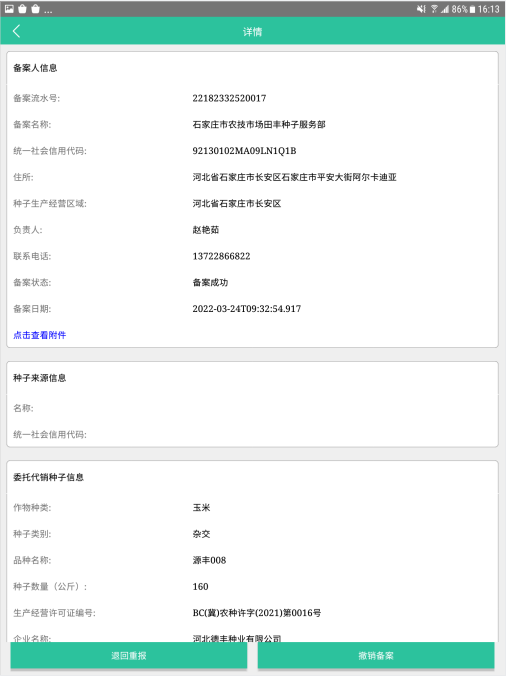 ... 86% 16:13
详情
备案人信息
备案流水号: 22182332520017
备案名称: 石家庄市农技市场田丰种子服务部
统一社会信用代码: 92130102MA09LN1Q1B
住所: 河北省石家庄市长安区石家庄市平安大街阿尔卡迪亚
种子生产经营区域: 河北省石家庄市长安区
负责人: 赵艳茹
联系电话: 13722866822
备案状态: 备案成功
备案日期: 2022-03-24T09:32:54.917
点击查看附件
种子来源信息
名称:
统一社会信用代码:
委托代销种子信息
作物种类: 玉米
种子类别: 杂交
品种名称: 源丰008
种子数量（公斤）: 160
生产经营许可证编号: BC(冀)农种许字(2021)第0016号
企业名称: 河北德丰种业有限公司
退回重报 撤销备案